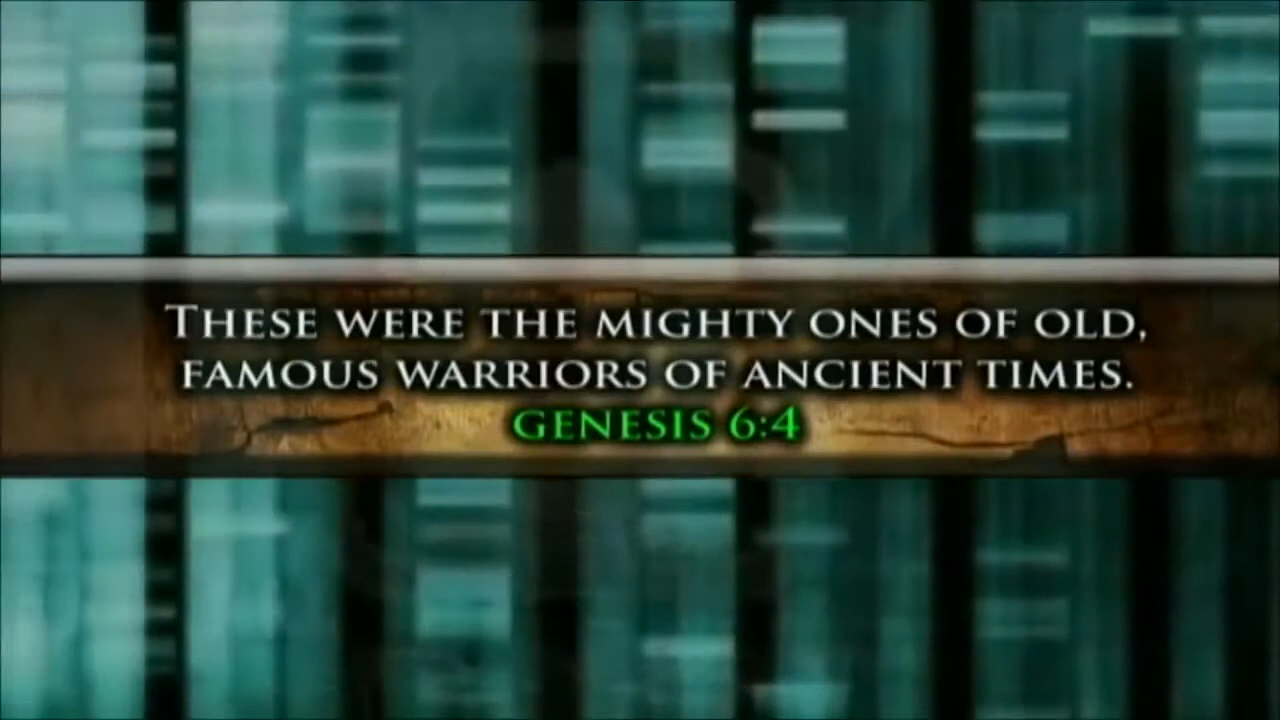 THESE WERE THE MIGHTY ONES OF OLD,
FAMOUS WARRIORS OF ANCIENT TIMES.
GENESIS 6:4